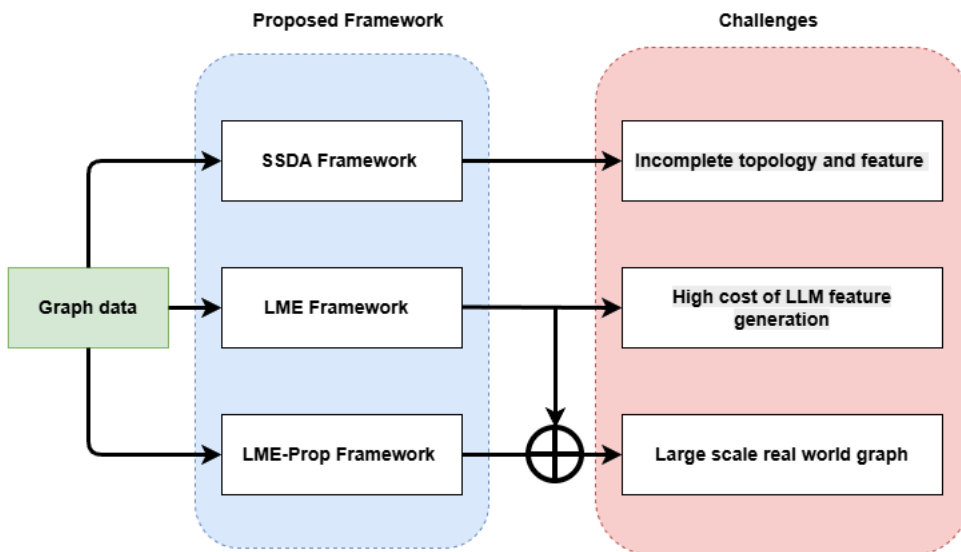 Proposed Framework
Challenges
SSDA Framework
Incomplete topology and feature
Graph data
LME Framework
High cost of LLM feature
generation
LME-Prop Framework
Large scale real world graph